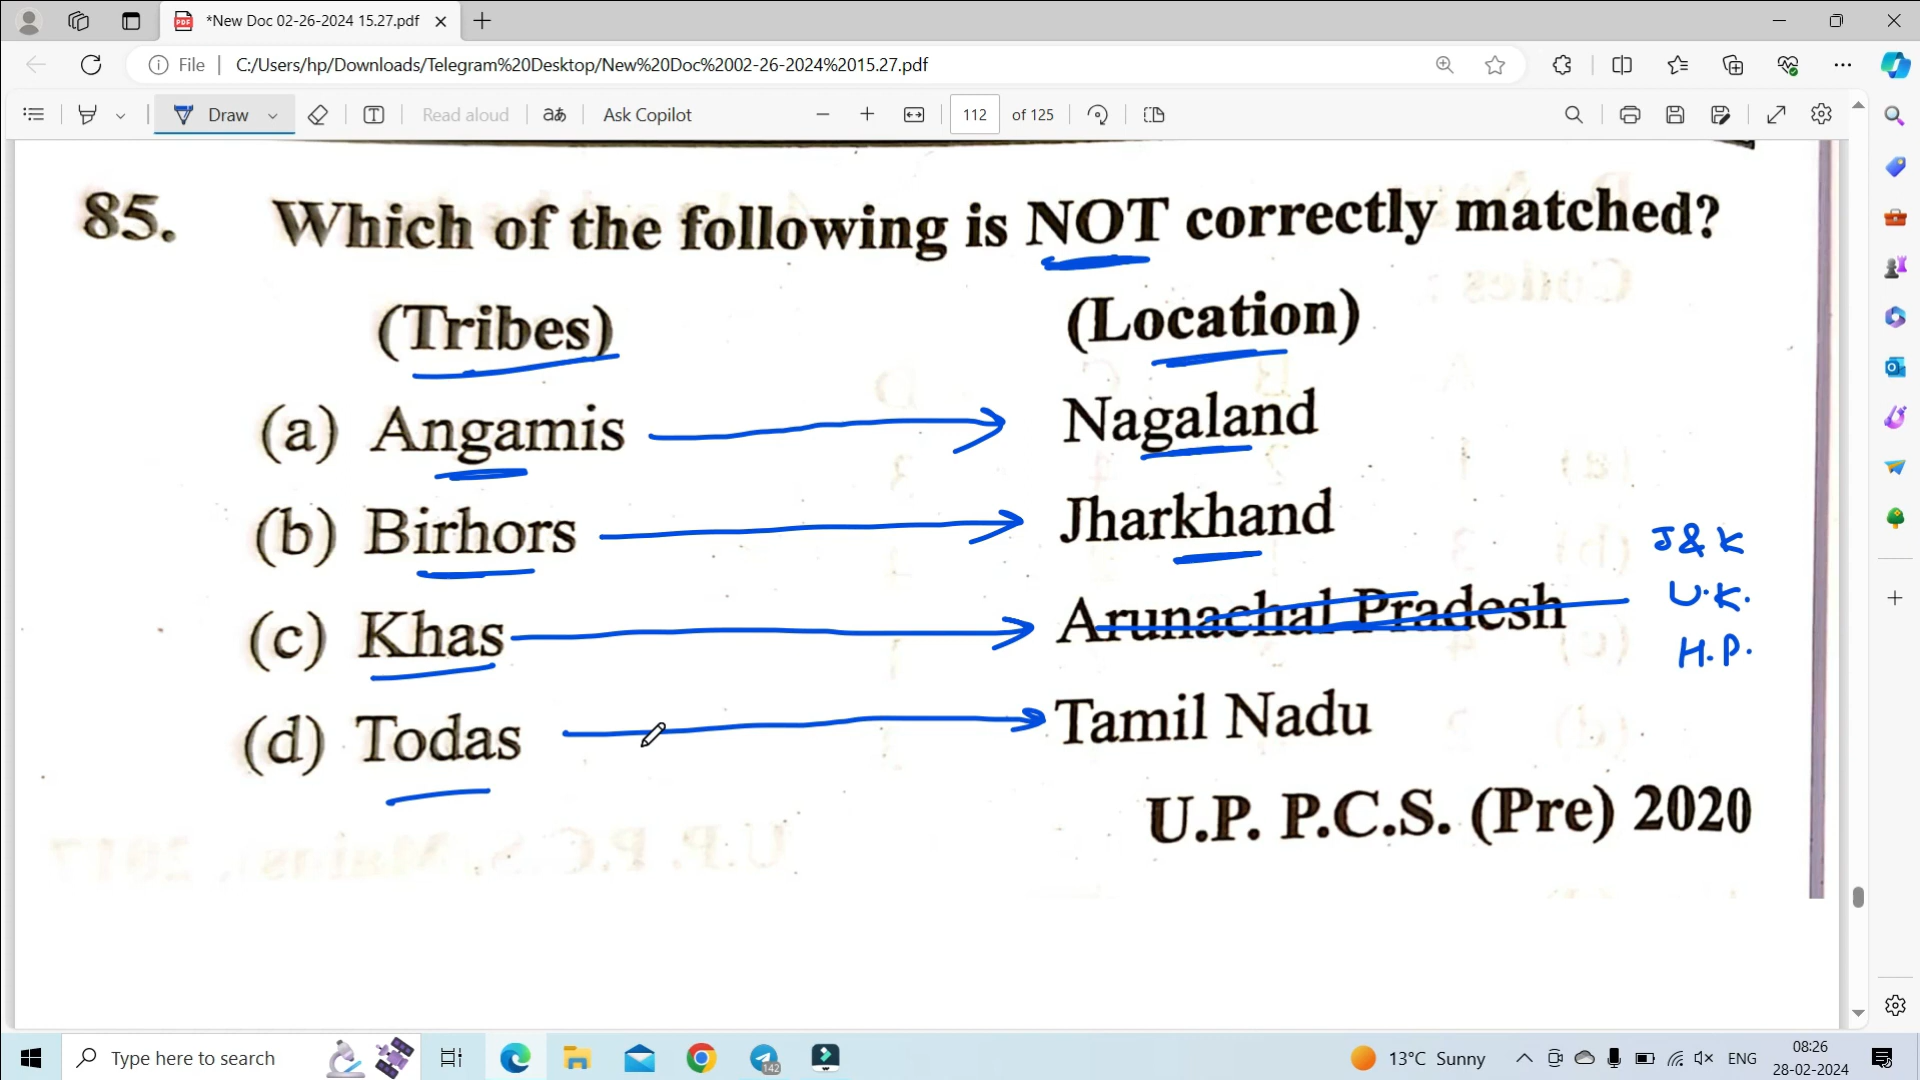 *New Doc 02-26-2024 15.27.pdf
File
C:/Users/hp/Downloads/Telegram%20Desktop/New%20Doc%2002-26-2024%2015.27.pdf
Draw
Read aloud
aあ
Ask Copilot
112 of 125
85. Which of the following is NOT correctly matched?
(Tribes) (Location)
(a) Angamis Nagaland
(b) Birhors Jharkhand
J & K
(c) Khas Arunachal Pradesh
U.K.
H.P.
(d) Todas Tamil Nadu
U.P. P.C.S. (Pre) 2020
Type here to search
142
13°C Sunny
ENG
08:26
28-02-2024